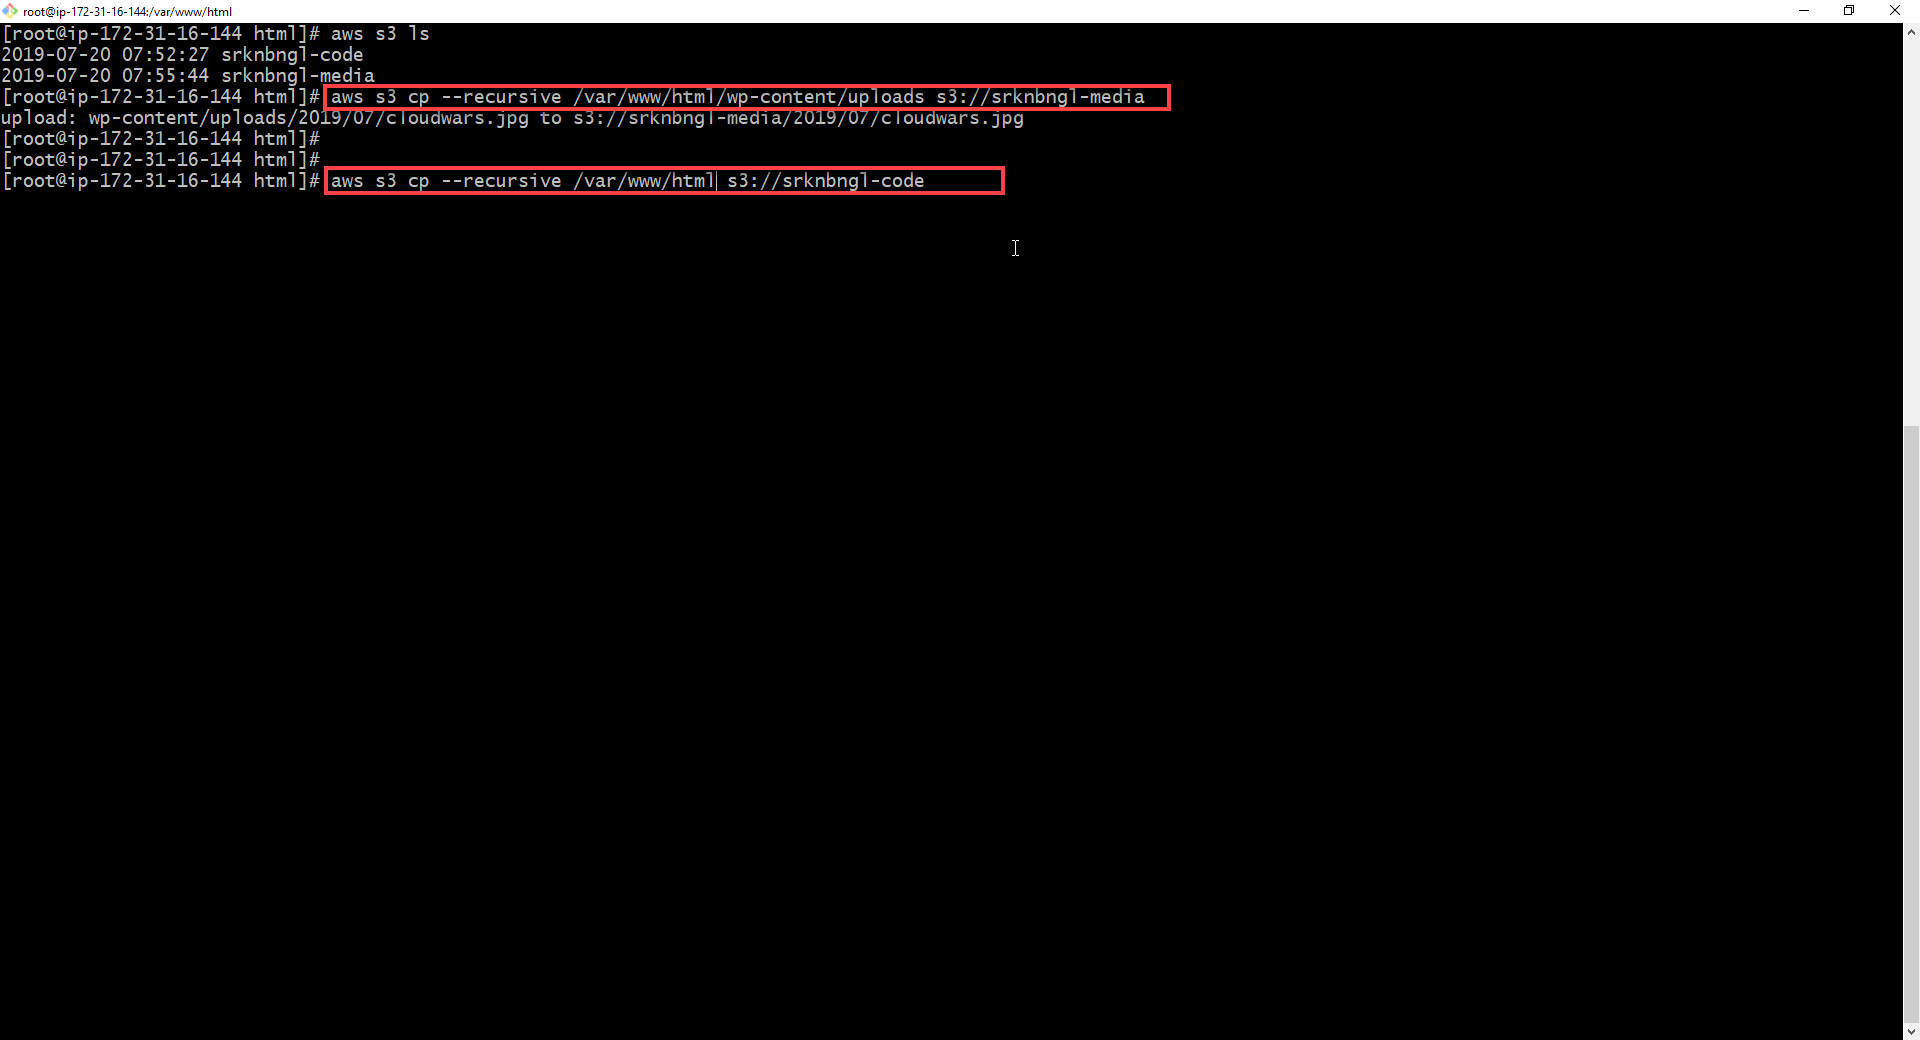 root@ip-172-31-16-144:/var/www/html
[root@ip-172-31-16-144 html]# aws s3 ls
2019-07-20 07:52:27 srknbngl-code
2019-07-20 07:55:44 srknbngl-media
[root@ip-172-31-16-144 html]# aws s3 cp --recursive /var/www/html/wp-content/uploads s3://srknbngl-media
upload: wp-content/uploads/2019/07/cloudwars.jpg to s3://srknbngl-media/2019/07/cloudwars.jpg
[root@ip-172-31-16-144 html]#
[root@ip-172-31-16-144 html]#
[root@ip-172-31-16-144 html]# aws s3 cp --recursive /var/www/html s3://srknbngl-code